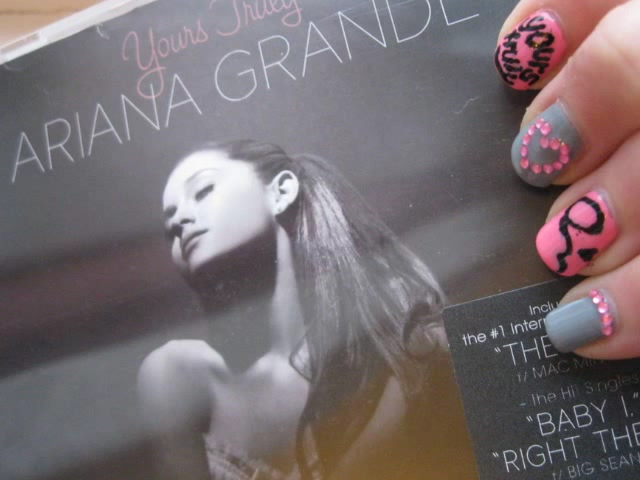 Yours Truly
ARIANA GRANDE
yours
truly
Inclu
the #1 Intern
"THE
f/ MAC MI
- The Hit Singles
"BABY I"
"RIGHT THE
f/ BIG SEAN